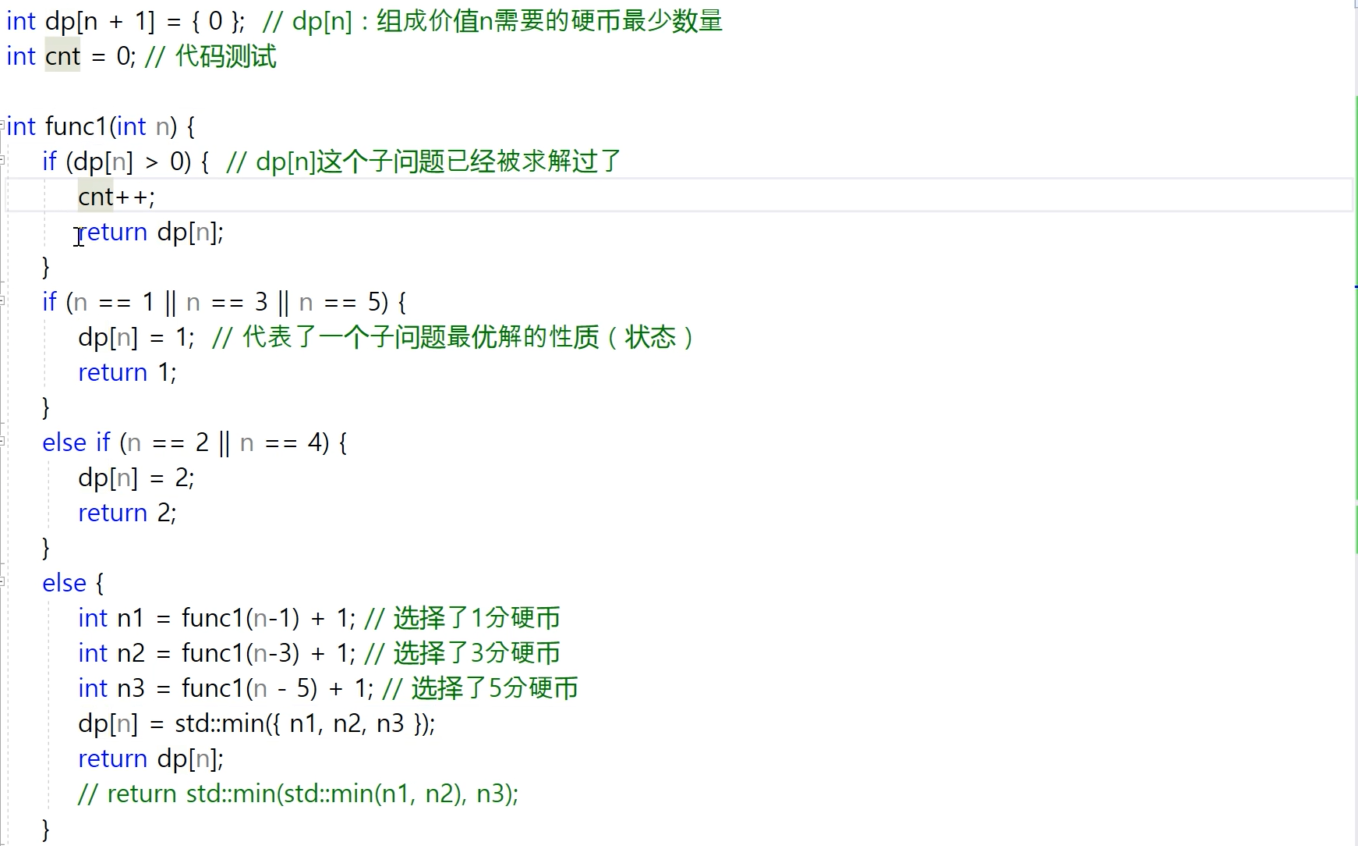 int dp[n + 1] = { 0 };  // dp[n] : 组成价值n需要的硬币最少数量
int cnt = 0; // 代码测试
int func1(int n) {
if (dp[n] > 0) {  // dp[n]这个子问题已经被求解过了
cnt++;
return dp[n];
}
if (n == 1 || n == 3 || n == 5) {
dp[n] = 1;  // 代表了一个子问题最优解的性质（状态）
return 1;
}
else if (n == 2 || n == 4) {
dp[n] = 2;
return 2;
}
else {
int n1 = func1(n-1) + 1; // 选择了1分硬币
int n2 = func1(n-3) + 1; // 选择了3分硬币
int n3 = func1(n - 5) + 1; // 选择了5分硬币
dp[n] = std::min({ n1, n2, n3 });
return dp[n];
// return std::min(std::min(n1, n2), n3);
}